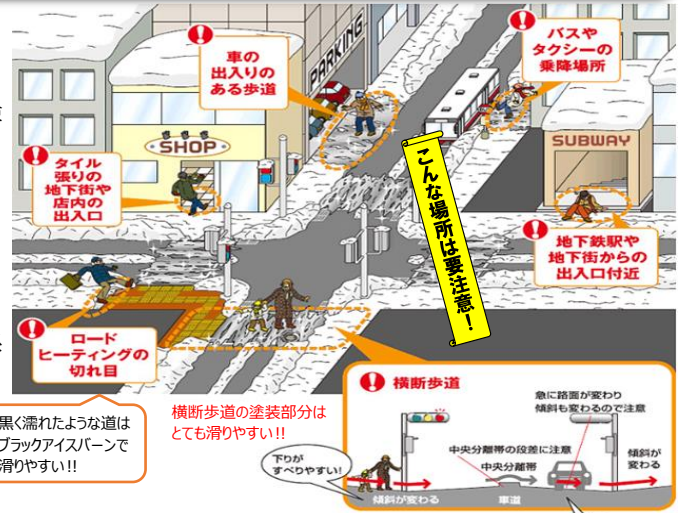 車の
出入りの
ある歩道
PARKING
バスや
タクシーの
乗降場所
SHOP
SUBWAY
タイル
張りの
地下街や
店内の
出入口
こんな場所は要注意！
地下鉄駅や
地下街からの
出入口付近
ロード
ヒーティングの
切れ目
黒く濡れたような道は
ブラックアイスバーンで
滑りやすい!!
横断歩道の塗装部分は
とても滑りやすい!!
横断歩道
急に路面が変わり
傾斜も変わるので注意
中央分離帯の段差に注意
中央分離帯
下りが
すべりやすい!
傾斜が
変わる
傾斜が変わる
車道